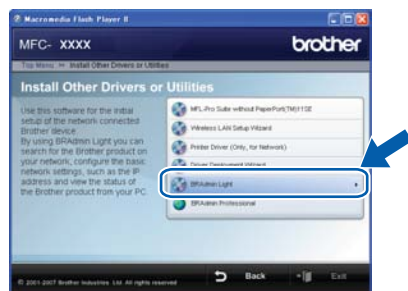 Macromedia Flash Player 8
MFC- XXXX
brother
Top Menu >> Install Other Drivers or Utilities
Install Other Drivers or Utilities
Use this software for the initial
setup of the network connected
Brother device.
By using BRAdmin Light you can
search for the Brother product on
your network, configure the basic
network settings, such as the IP
address and view the status of
the Brother product from your PC.
MFL-Pro Suite without PaperPort(TM)11SE
Wireless LAN Setup Wizard
Printer Driver (Only, for Network)
Driver Deployment Wizard
BRAdmin Light
BRAdmin Professional
© 2001-2007 Brother Industries, Ltd. All rights reserved
Back
Exit